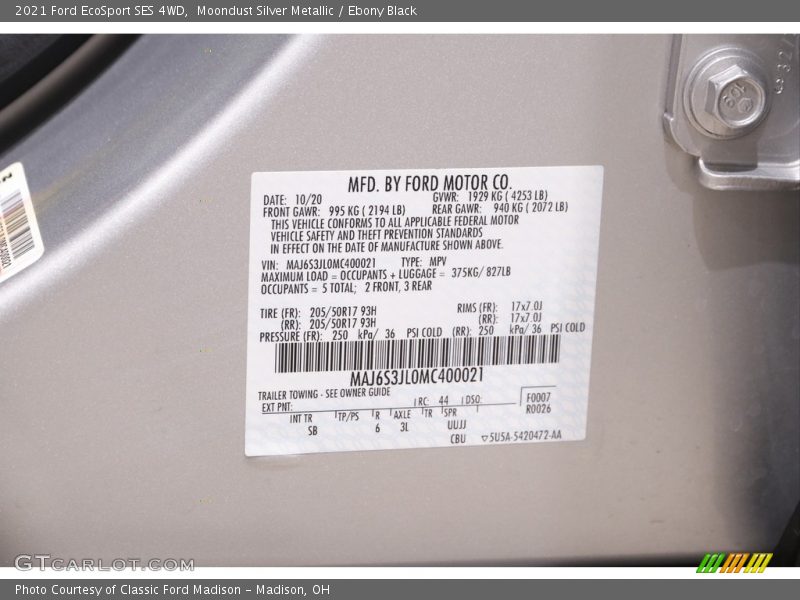 2021 Ford EcoSport SES 4WD, Moondust Silver Metallic / Ebony Black
MFD. BY FORD MOTOR CO.
DATE: 10/20 GVWR: 1929 KG ( 4253 LB)
FRONT GAWR: 995 KG ( 2194 LB) REAR GAWR: 940 KG ( 2072 LB)
THIS VEHICLE CONFORMS TO ALL APPLICABLE FEDERAL MOTOR
VEHICLE SAFETY AND THEFT PREVENTION STANDARDS
IN EFFECT ON THE DATE OF MANUFACTURE SHOWN ABOVE.
VIN: MAJ6S3JL0MC400021 TYPE: MPV
MAXIMUM LOAD = OCCUPANTS + LUGGAGE = 375KG/ 827LB
OCCUPANTS = 5 TOTAL; 2 FRONT, 3 REAR
TIRE (FR): 205/50R17 93H RIMS (FR): 17x7.0J
(RR): 205/50R17 93H (RR): 17x7.0J
PRESSURE (FR): 250 kPa/ 36 PSI COLD (RR): 250 kPa/ 36 PSI COLD
MAJ6S3JL0MC400021
TRAILER TOWING - SEE OWNER GUIDE
EXT PNT: RC: 44 DSO: F0007
R0026
INT TR TP/PS R AXLE TR SPR
SB 6 3L UUJJ
CBU 5U5A-5420472-AA
GTCARLOT.COM
Photo Courtesy of Classic Ford Madison - Madison, OH